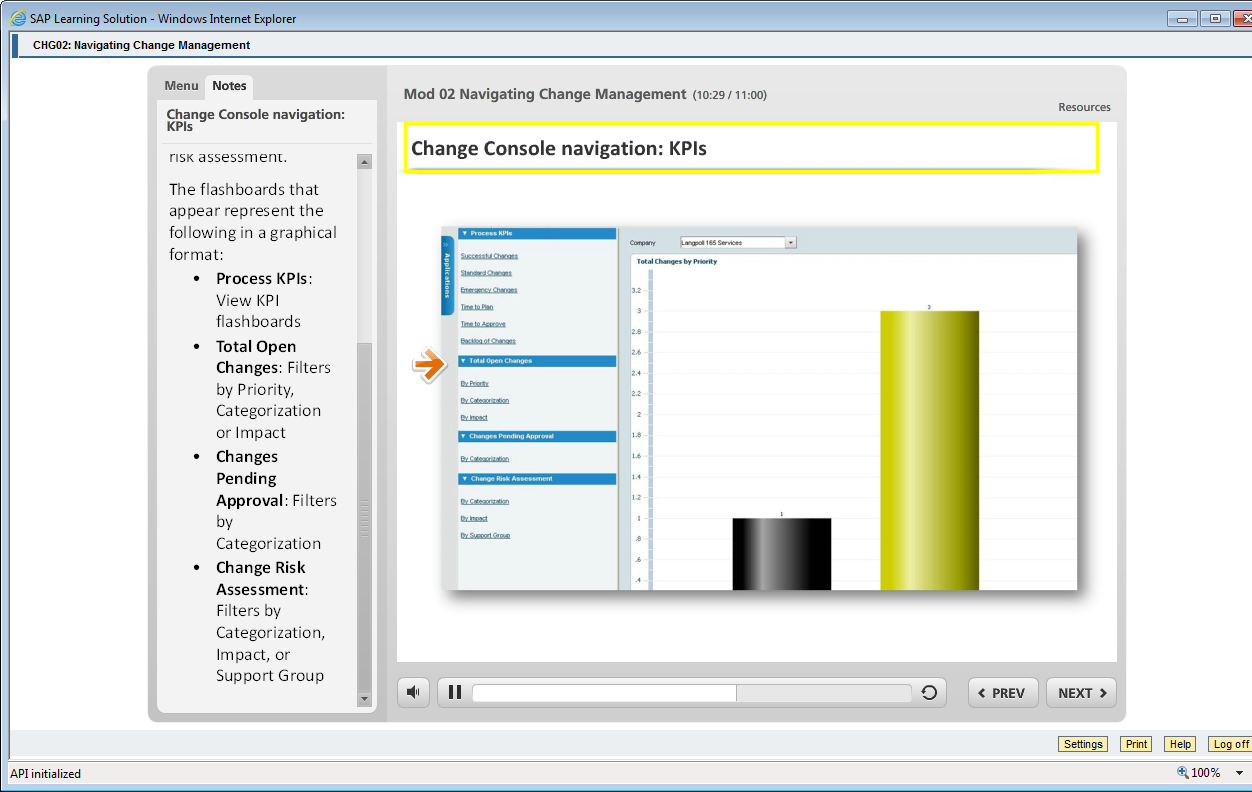 SAP Learning Solution - Windows Internet Explorer
CHG02: Navigating Change Management
Menu
Notes
Change Console navigation:
KPIs
risk assessment.
The flashboards that
appear represent the
following in a graphical
format:
• Process KPIs:
View KPI
flashboards
• Total Open
Changes: Filters
by Priority,
Categorization
or Impact
• Changes
Pending
Approval: Filters
by
Categorization
• Change Risk
Assessment:
Filters by
Categorization,
Impact, or
Support Group
Mod 02 Navigating Change Management (10:29 / 11:00)
Resources
Change Console navigation: KPIs
Applications
Process KPIs
Successful Changes
Standard Changes
Emergency Changes
Time to Plan
Time to Approve
Backlog of Changes
Total Open Changes
By Priority
By Categorization
By Impact
Changes Pending Approval
By Categorization
Change Risk Assessment
By Categorization
By Impact
By Support Group
Company
Langpoll 165 Services
Total Changes by Priority
3.2
3
2.8
2.6
2.4
2.2
2
1.8
1.6
1.4
1.2
1
.8
.6
.4
1
3
PREV
NEXT
Settings
Print
Help
Log off
API initialized
100%